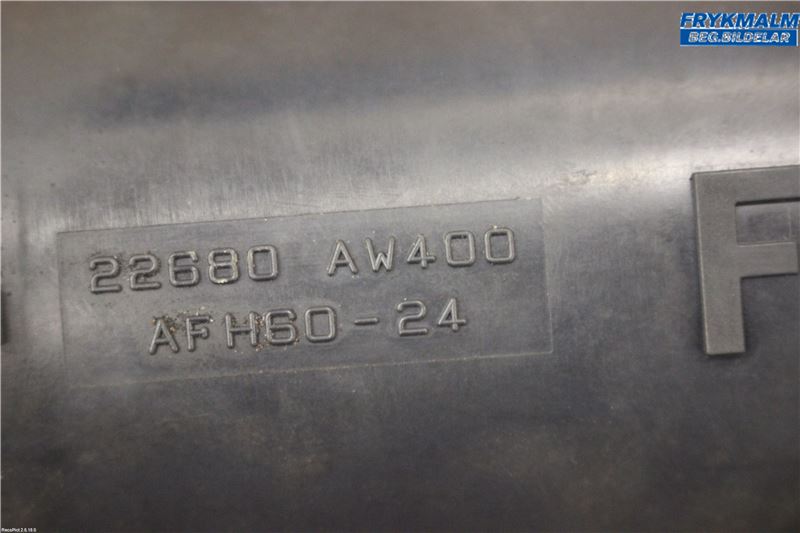 FRYKMALM
BEG.BILDELAR
22680 AW400
AFH60-24
F